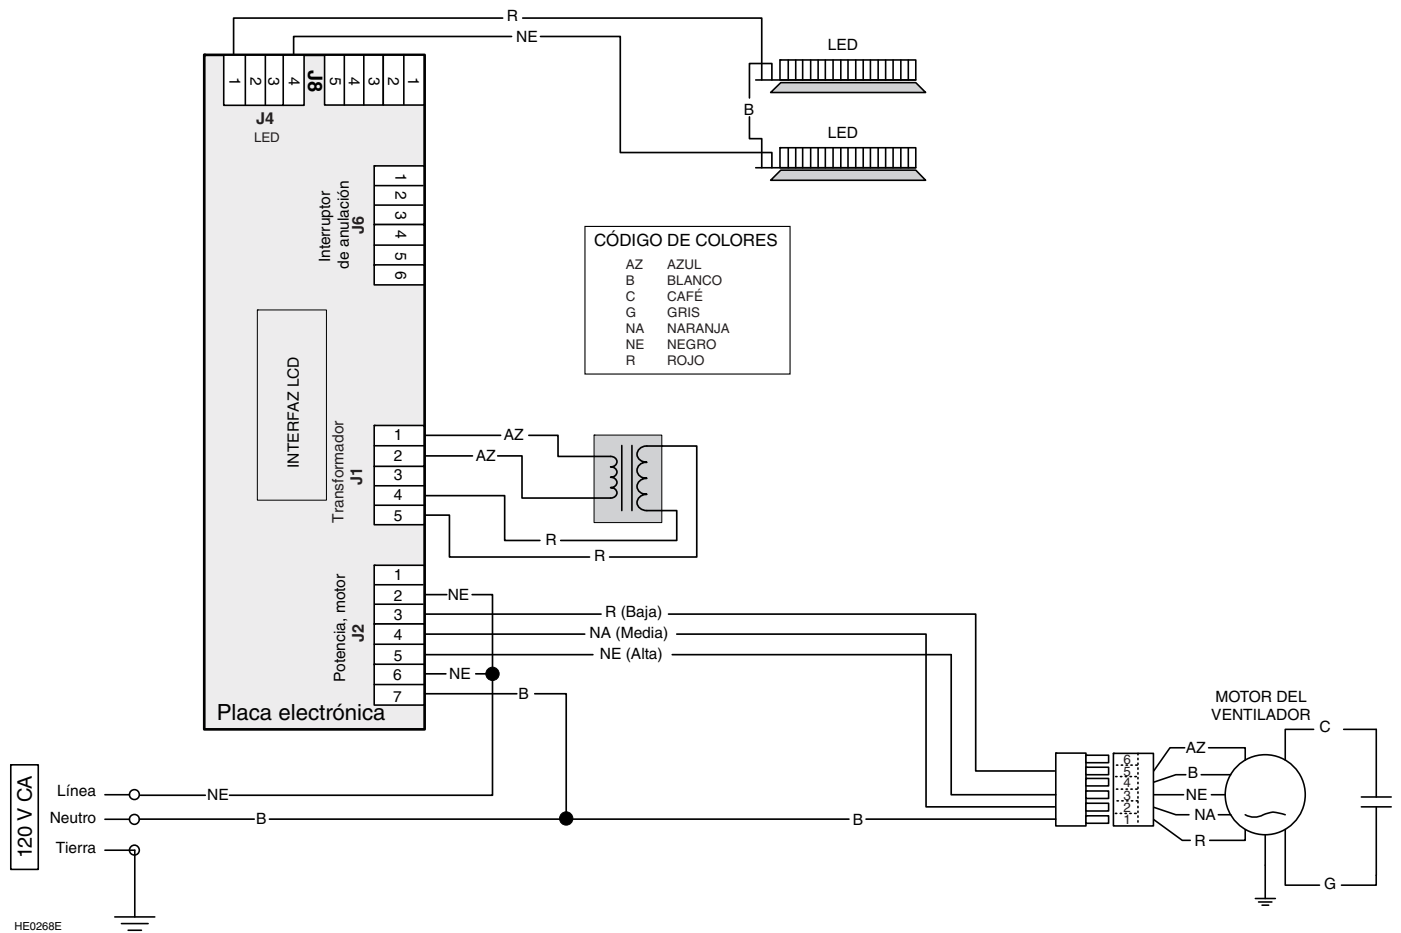 R
NE
LED
1 2 3 4 J8 5 4 3 2 1
B
J4
LED
LED
1
2
3
4
5
6
Interruptor
de anulación
J6
CÓDIGO DE COLORES
AZ AZUL
B BLANCO
C CAFÉ
G GRIS
NA NARANJA
NE NEGRO
R ROJO
INTERFAZ LCD
Transformador
J1
1 AZ
2 AZ
3
4
5
R
R
Potencia, motor
J2
1
2 NE
3 R (Baja)
4 NA (Media)
5 NE (Alta)
6 NE
7 B
Placa electrónica
MOTOR DEL
VENTILADOR
C
6
5
4
3
2
1
AZ
B
NE
NA
R
G
120 V CA
Línea NE
Neutro B B
Tierra
HE0268E